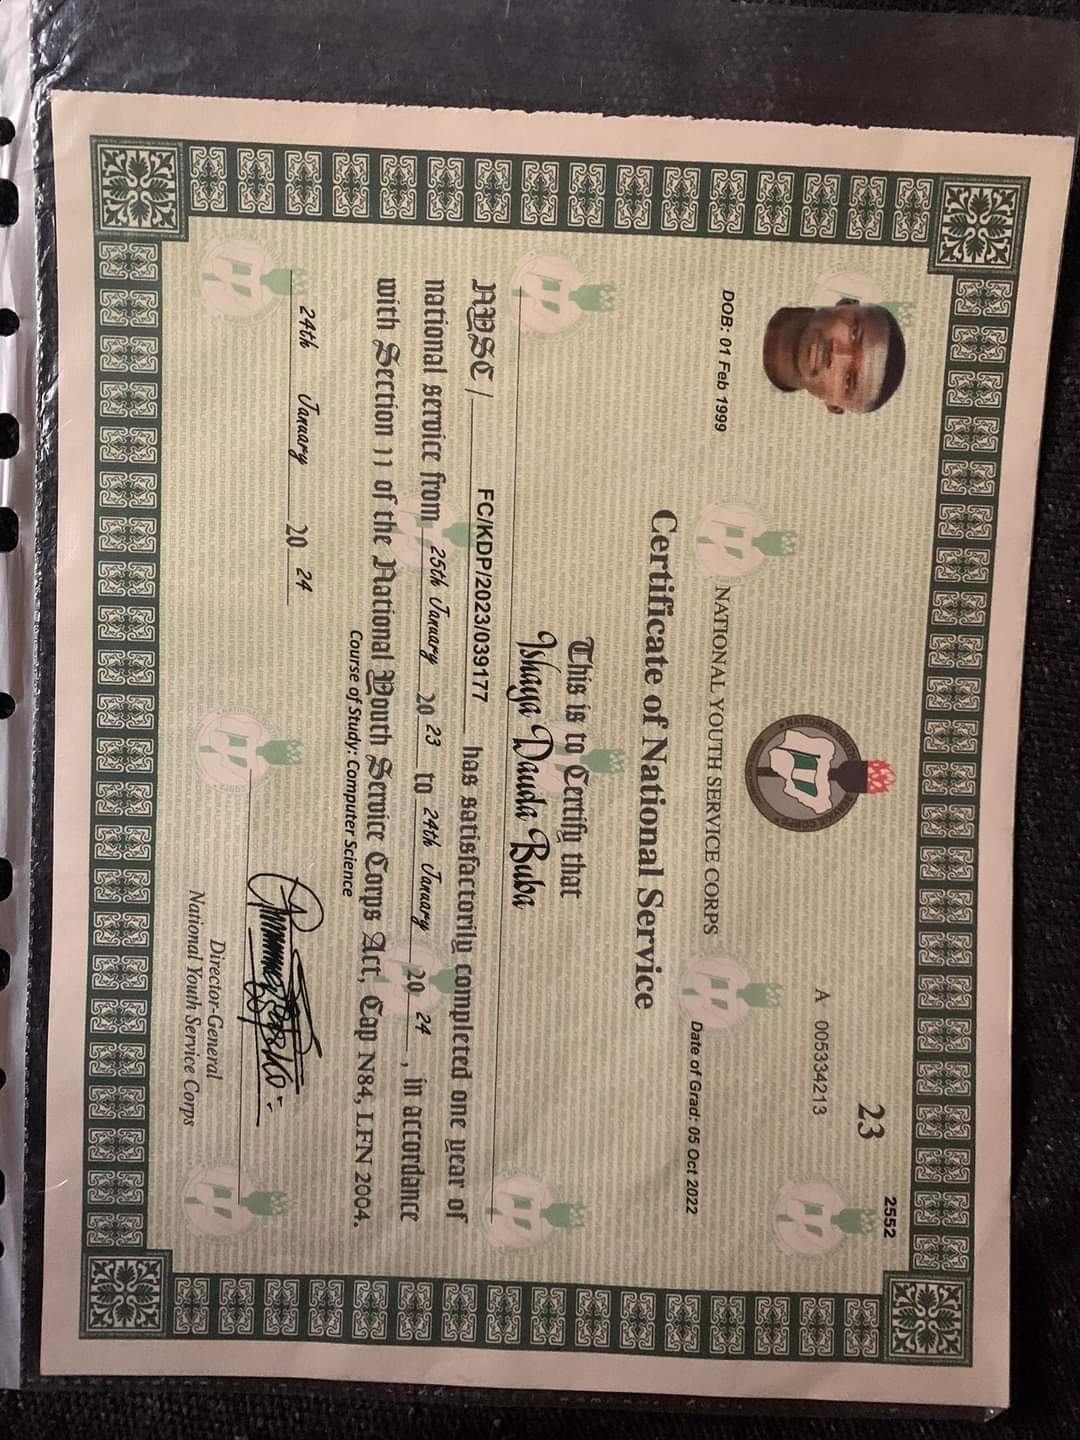 2552
23
A 005334213
NATIONAL YOUTH SERVICE CORPS
DOB: 01 Feb 1999
Date of Grad: 05 Oct 2022
Certificate of National Service
This is to Certify that
Ishaya Dauda Buba
NYSC / FC/KDP/2023/039177 has satisfactorily completed one year of
national service from 25th January 20 23 to 24th January 20 24, in accordance
with Section 11 of the National Youth Service Corps Act, Cap N84, LFN 2004.
Course of Study: Computer Science
24th January 20 24
Director-General
National Youth Service Corps